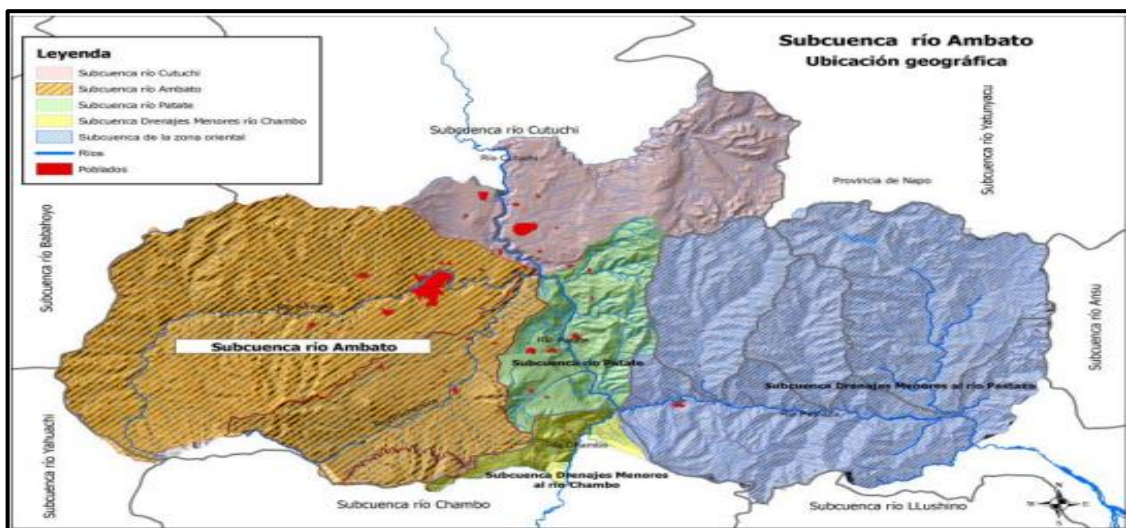 Leyenda
Subcuenca río Cutuchi
Subcuenca río Ambato
Subcuenca río Patate
Subcuenca Drenajes Menores río Chambo
Subcuenca de la zona oriental
Ríos
Poblados
Subcuenca río Ambato
Ubicación geográfica
Subcuenca río Cutuchi
Río Cutuchi
Provincia de Napo
Subcuenca río Yatunyacu
Subcuenca río Babahoyo
Subcuenca río Ansu
Subcuenca río Ambato
Subcuenca río Patate
Subcuenca Drenajes Menores al río Pastaza
Subcuenca río Yahuachi
Chambo
Subcuenca Drenajes Menores
al río Chambo
Subcuenca río Chambo
Subcuenca río LLushino
N
W
E
S